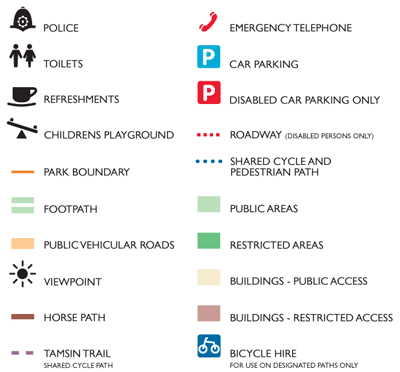 POLICE
TOILETS
REFRESHMENTS
CHILDRENS PLAYGROUND
PARK BOUNDARY
FOOTPATH
PUBLIC VEHICULAR ROADS
VIEWPOINT
HORSE PATH
TAMSIN TRAIL
SHARED CYCLE PATH
EMERGENCY TELEPHONE
P CAR PARKING
P DISABLED CAR PARKING ONLY
ROADWAY (DISABLED PERSONS ONLY)
SHARED CYCLE AND
PEDESTRIAN PATH
PUBLIC AREAS
RESTRICTED AREAS
BUILDINGS - PUBLIC ACCESS
BUILDINGS - RESTRICTED ACCESS
BICYCLE HIRE
FOR USE ON DESIGNATED PATHS ONLY